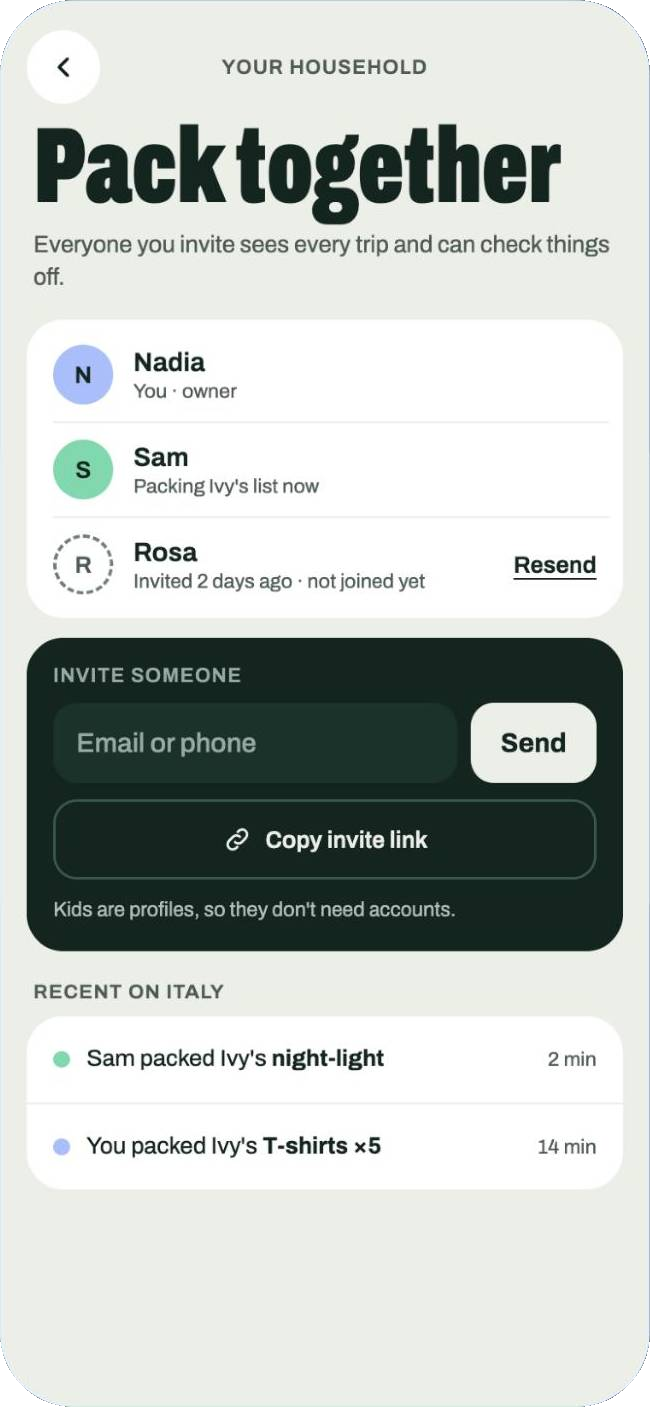 YOUR HOUSEHOLD
Pack together
Everyone you invite sees every trip and can check things
off.
N
Nadia
You · owner
S
Sam
Packing Ivy's list now
R
Rosa
Invited 2 days ago · not joined yet
Resend
INVITE SOMEONE
Email or phone
Send
Copy invite link
Kids are profiles, so they don't need accounts.
RECENT ON ITALY
Sam packed Ivy's night-light
2 min
You packed Ivy's T-shirts ×5
14 min